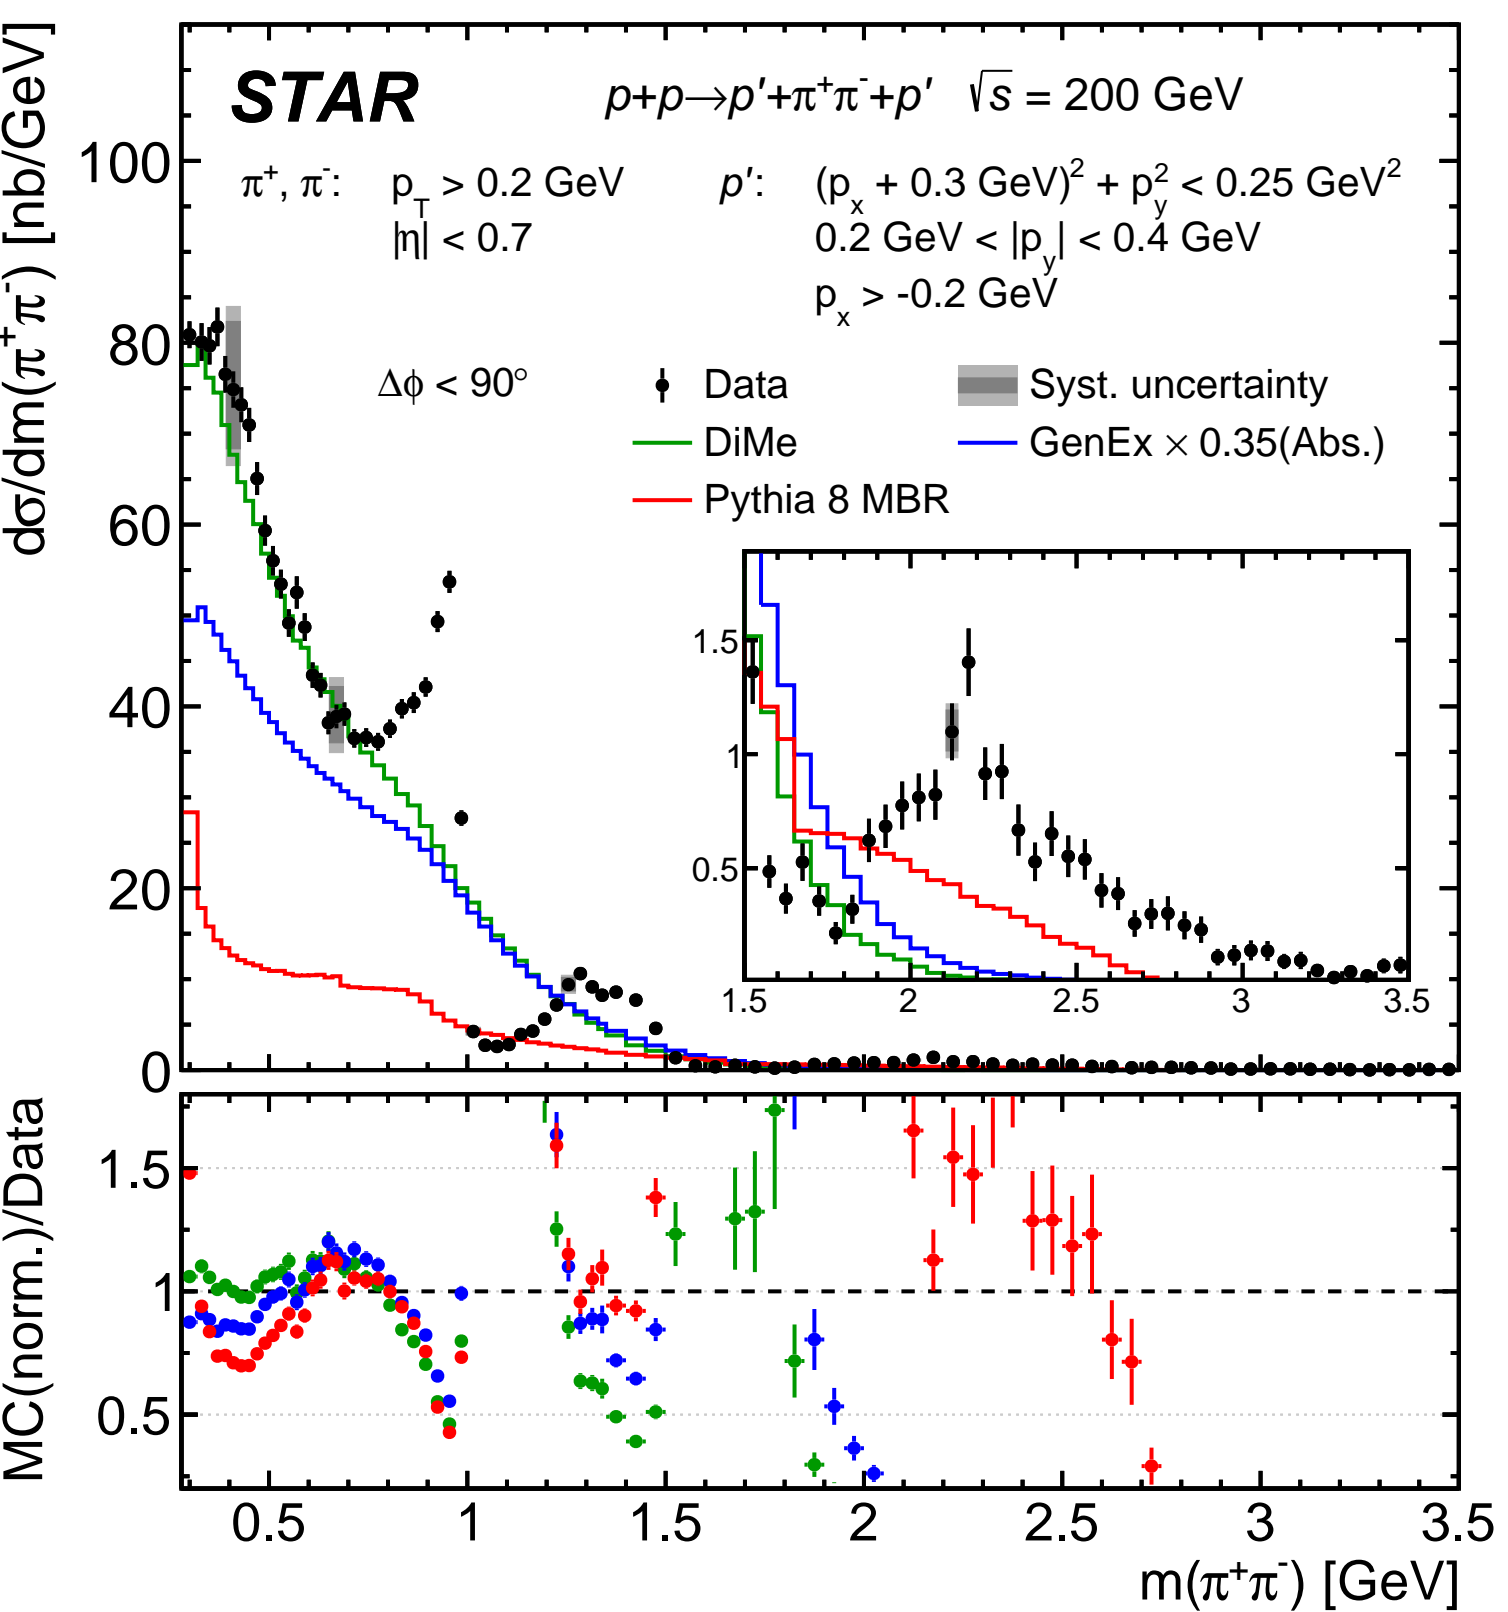 STAR
p+p→p′+π⁺π⁻+p′ √s = 200 GeV
π⁺, π⁻: p_T > 0.2 GeV p′: (p_x + 0.3 GeV)² + p_y² < 0.25 GeV²
|η| < 0.7 0.2 GeV < |p_y| < 0.4 GeV
p_x > -0.2 GeV
Δϕ < 90° Data Syst. uncertainty
DiMe GenEx × 0.35(Abs.)
Pythia 8 MBR
dσ/dm(π⁺π⁻) [nb/GeV]
100
80
60
40
20
0
1.5
1
0.5
1.5 2 2.5 3 3.5
MC(norm.)/Data
1.5
1
0.5
0.5 1 1.5 2 2.5 3 3.5
m(π⁺π⁻) [GeV]